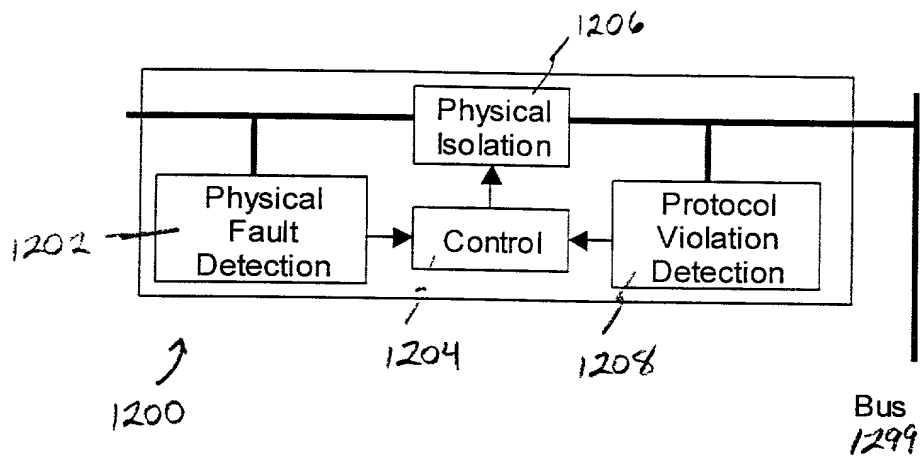 1206
Physical
Isolation
Physical
Fault
Detection
Control
Protocol
Violation
Detection
1202
1204
1208
1200
Bus
1299